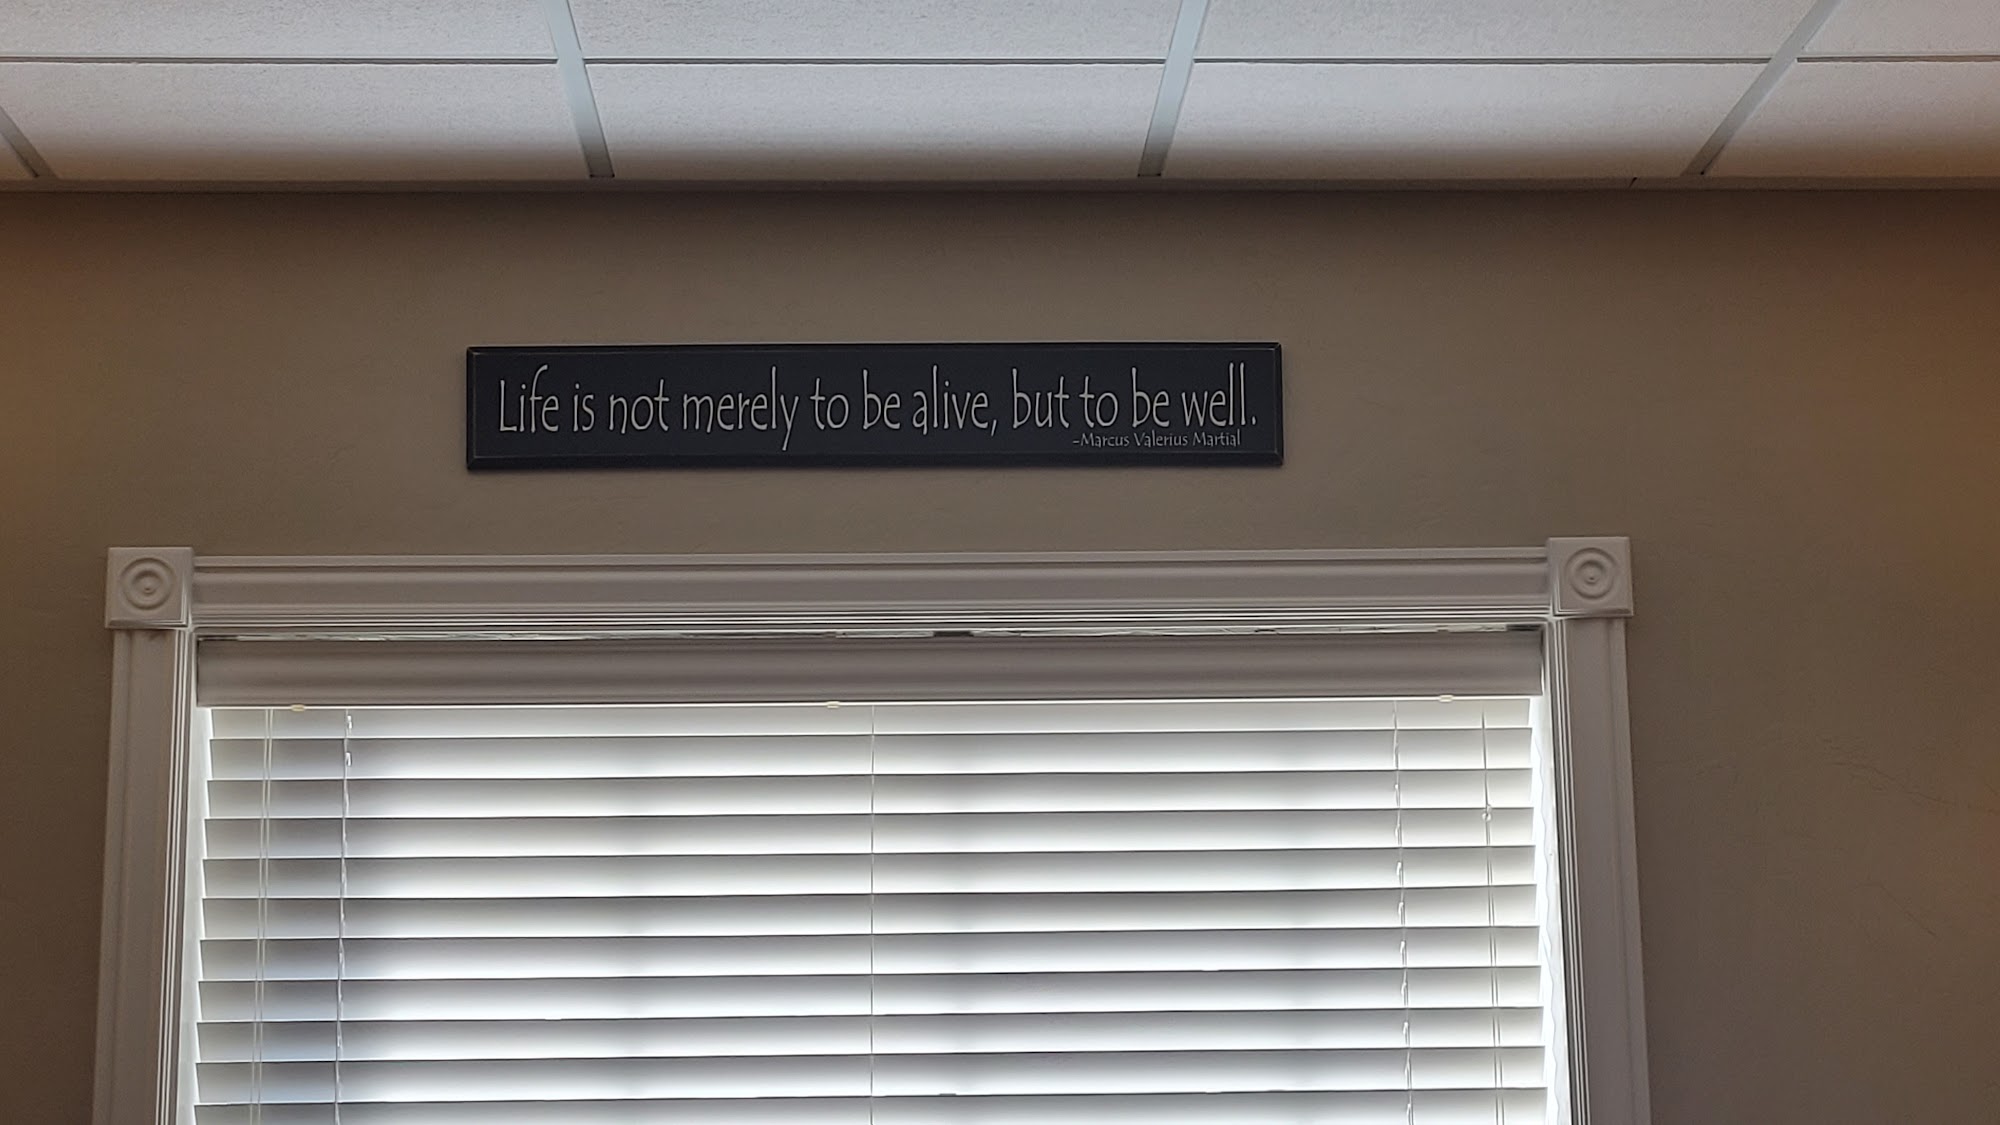 Life is not merely to be alive, but to be well.
-Marcus Valerius Martial